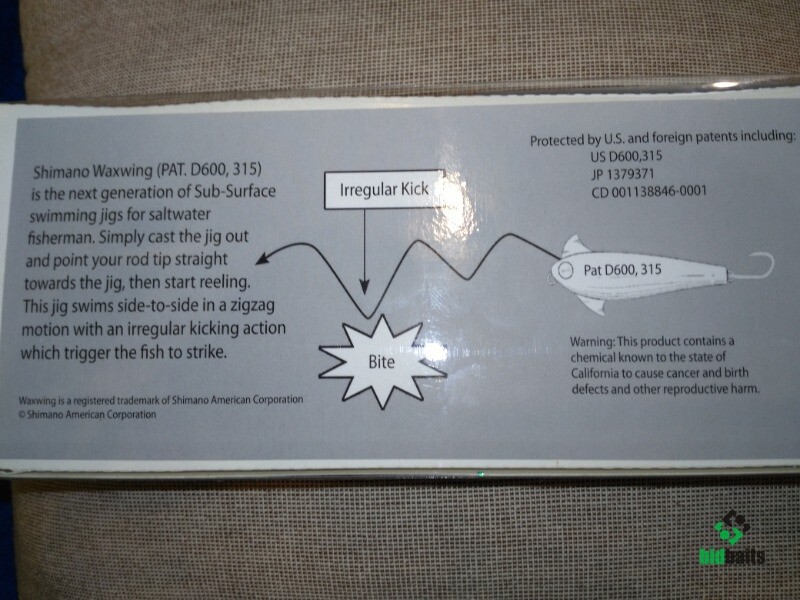 Shimano Waxwing (PAT. D600, 315)
is the next generation of Sub-Surface
swimming jigs for saltwater
fisherman. Simply cast the jig out
and point your rod tip straight
towards the jig, then start reeling.
This jig swims side-to-side in a zigzag
motion with an irregular kicking action
which trigger the fish to strike.
Waxwing is a registered trademark of Shimano American Corporation
© Shimano American Corporation
Irregular Kick
Bite
Protected by U.S. and foreign patents including:
US D600,315
JP 1379371
CD 001138846-0001
Pat D600, 315
Warning: This product contains a
chemical known to the state of
California to cause cancer and birth
defects and other reproductive harm.
bidbaits